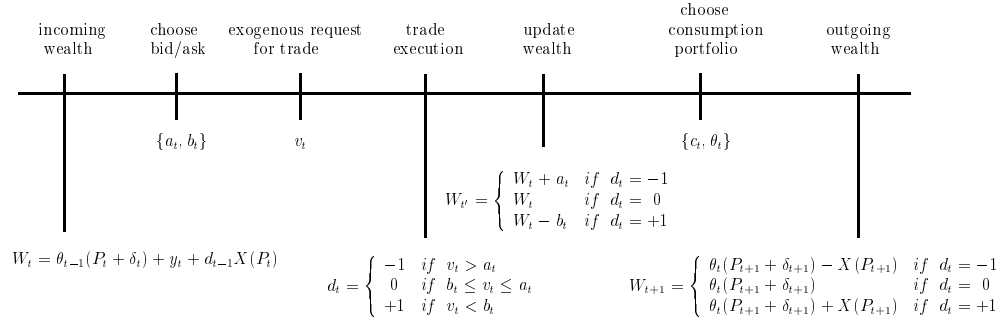 incoming wealth
choose bid/ask
exogenous request for trade
trade execution
update wealth
choose consumption portfolio
outgoing wealth
{a_t, b_t}
v_t
{c_t, θ_t}
W_{t'} = { W_t + a_t if d_t = −1
W_t if d_t = 0
W_t − b_t if d_t = +1
W_t = θ_{t−1}(P_t + δ_t) + y_t + d_{t−1}X(P_t)
d_t = { −1 if v_t > a_t
0 if b_t ≤ v_t ≤ a_t
+1 if v_t < b_t
W_{t+1} = { θ_t(P_{t+1} + δ_{t+1}) − X(P_{t+1}) if d_t = −1
θ_t(P_{t+1} + δ_{t+1}) if d_t = 0
θ_t(P_{t+1} + δ_{t+1}) + X(P_{t+1}) if d_t = +1